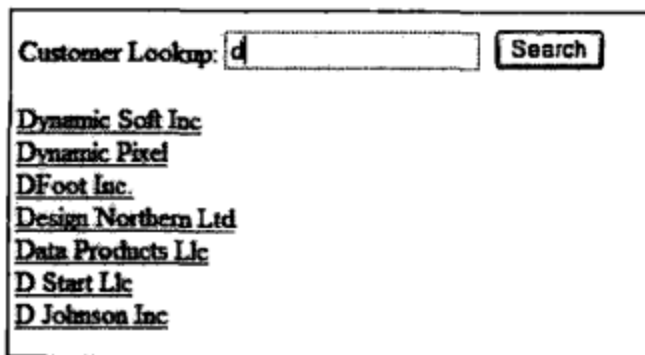 Customer Lookup: d Search
Dynamic Soft Inc
Dynamic Pixel
DFoot Inc.
Design Northern Ltd
Data Products Llc
D Start Llc
D Johnson Inc